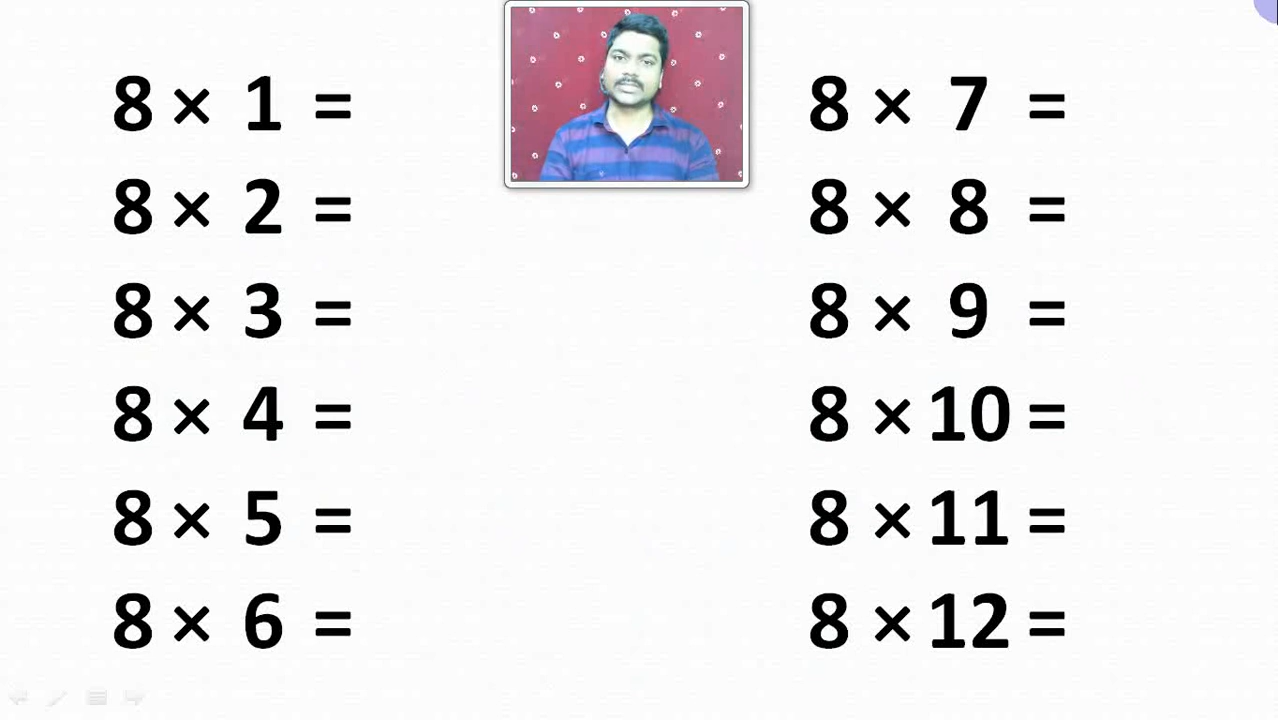 8 × 1 =
8 × 2 =
8 × 3 =
8 × 4 =
8 × 5 =
8 × 6 =
8 × 7 =
8 × 8 =
8 × 9 =
8 × 10 =
8 × 11 =
8 × 12 =